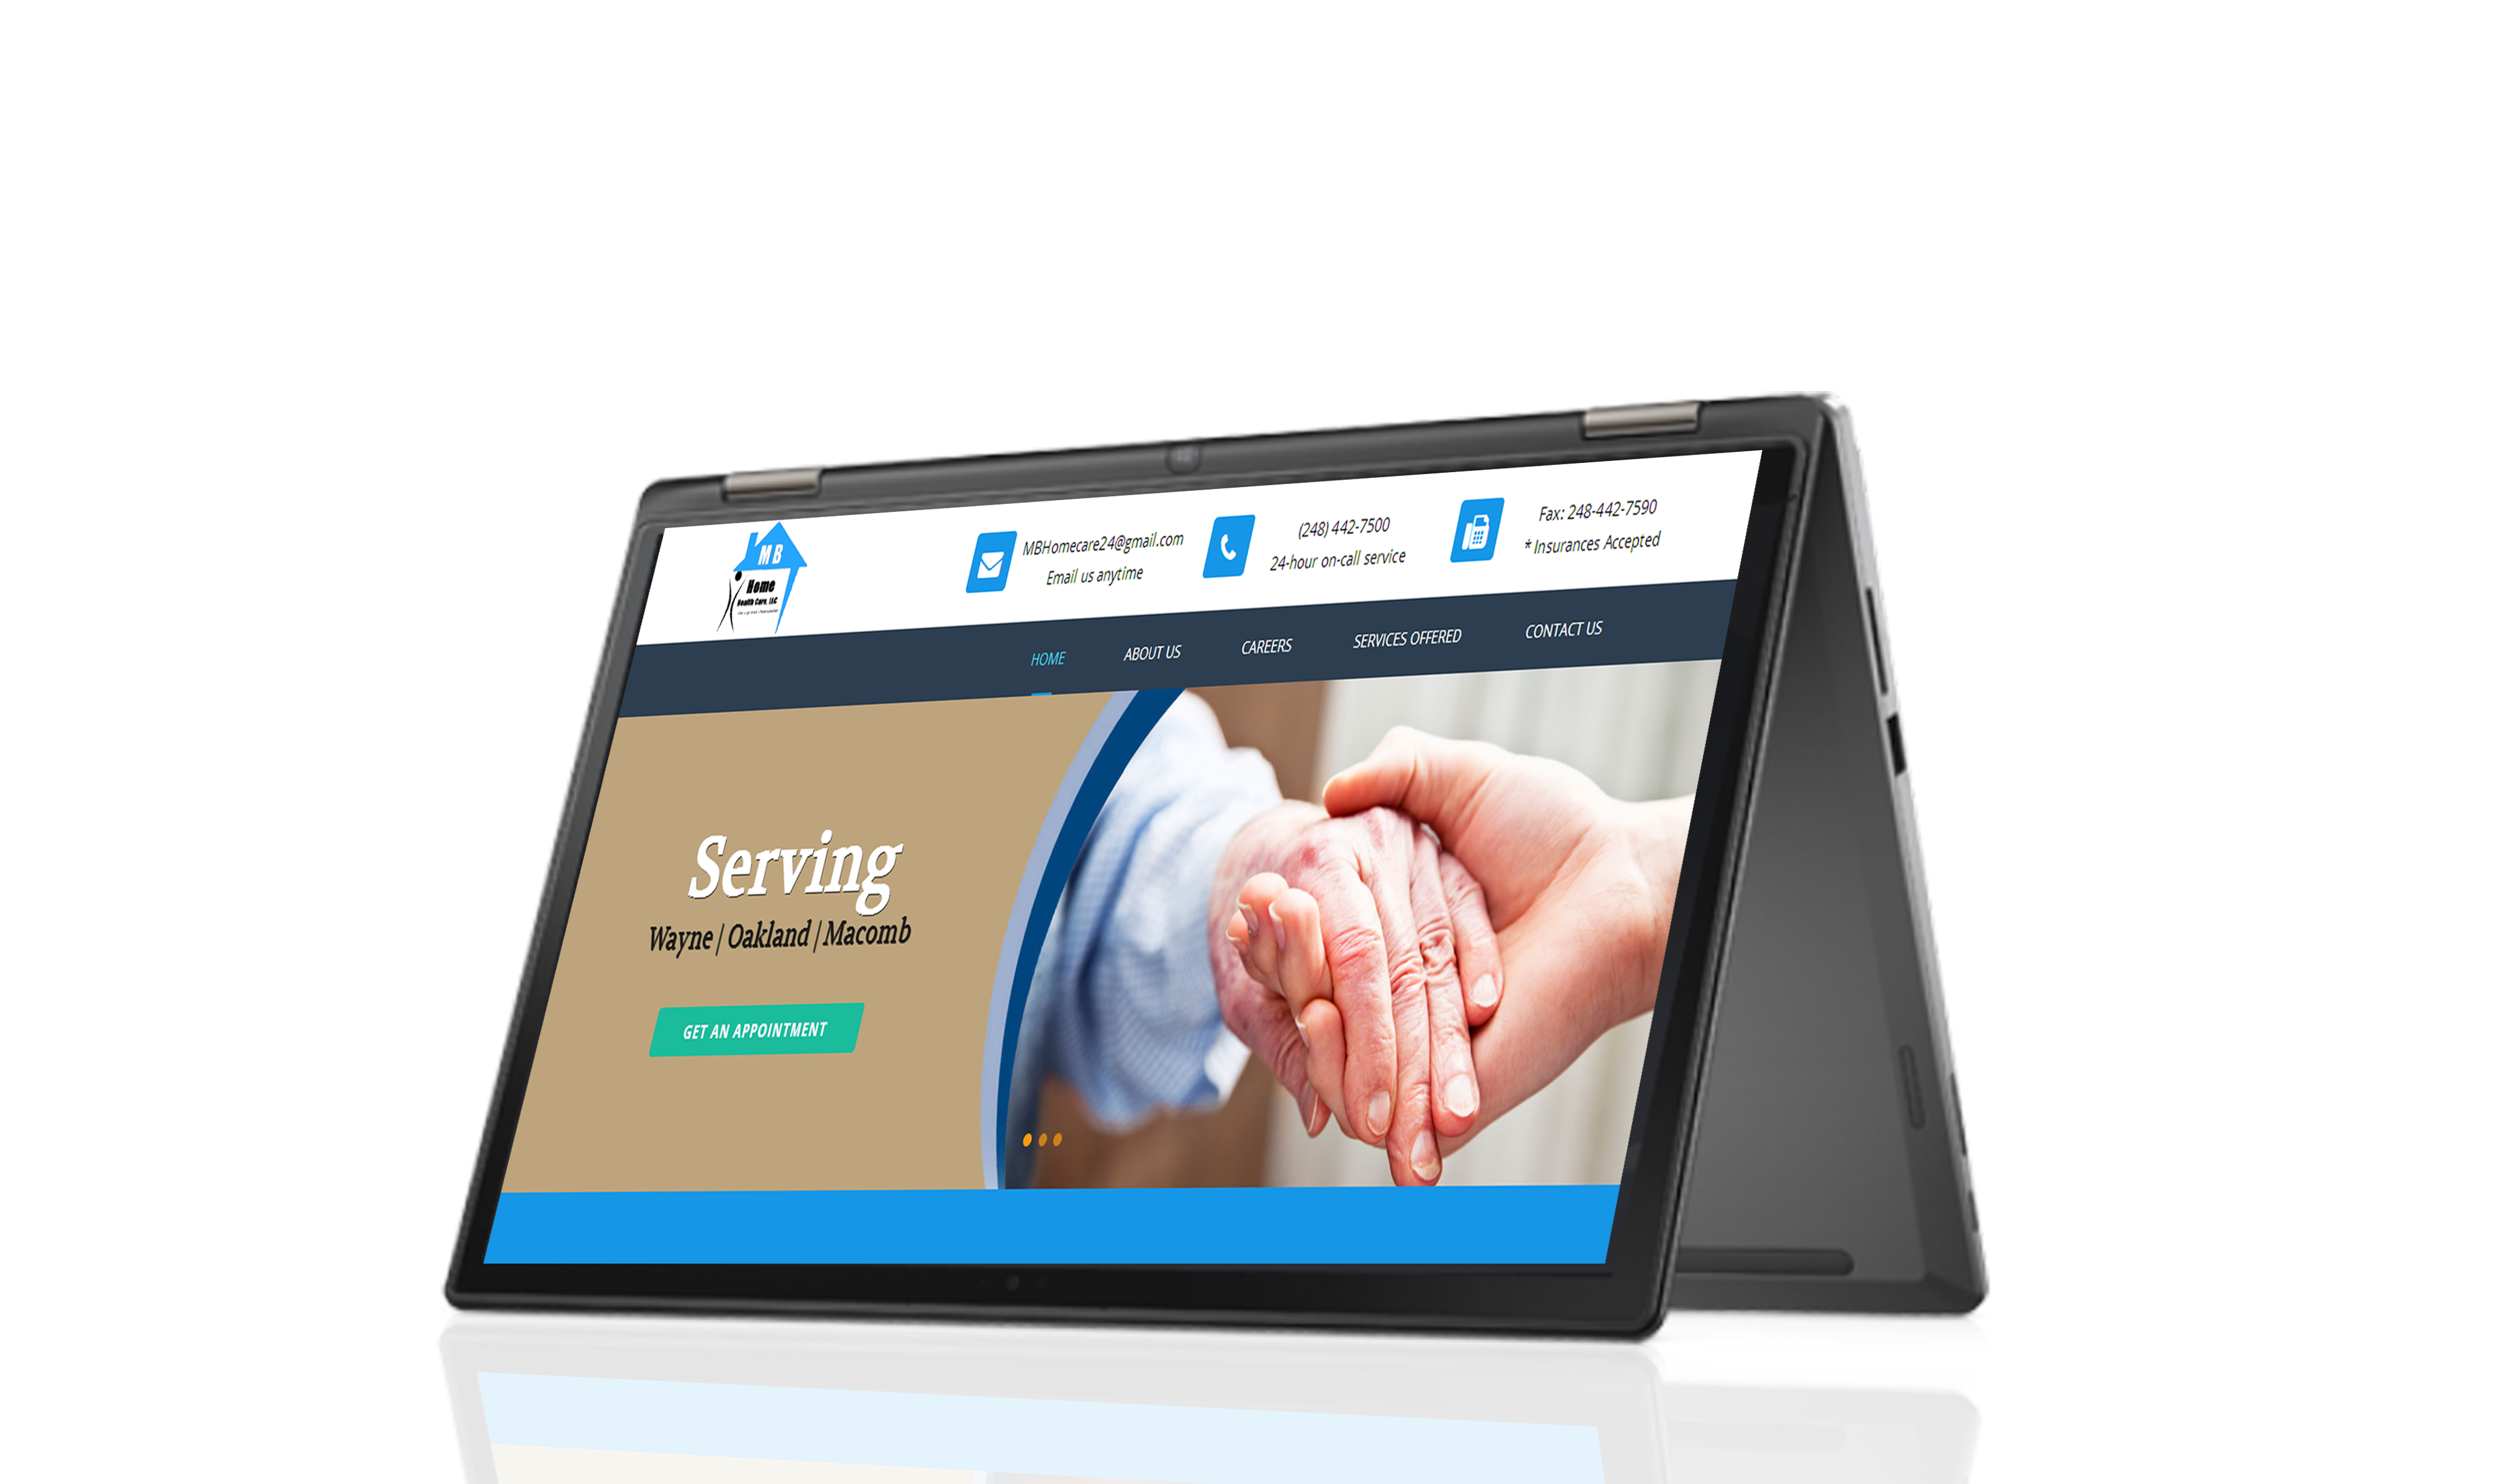 M B
Home
Health Care, LLC
MBHomecare24@gmail.com
Email us anytime
(248) 442-7500
24-hour on-call service
Fax: 248-442-7590
* Insurances Accepted
HOME
ABOUT US
CAREERS
SERVICES OFFERED
CONTACT US
Serving
Wayne | Oakland | Macomb
GET AN APPOINTMENT